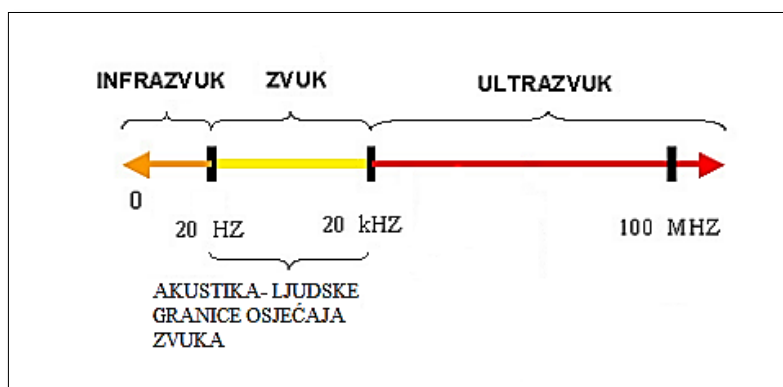 INFRAZVUK ZVUK ULTRAZVUK
0
20 HZ 20 kHZ 100 MHZ
AKUSTIKA- LJUDSKE
GRANICE OSJEĆAJA
ZVUKA